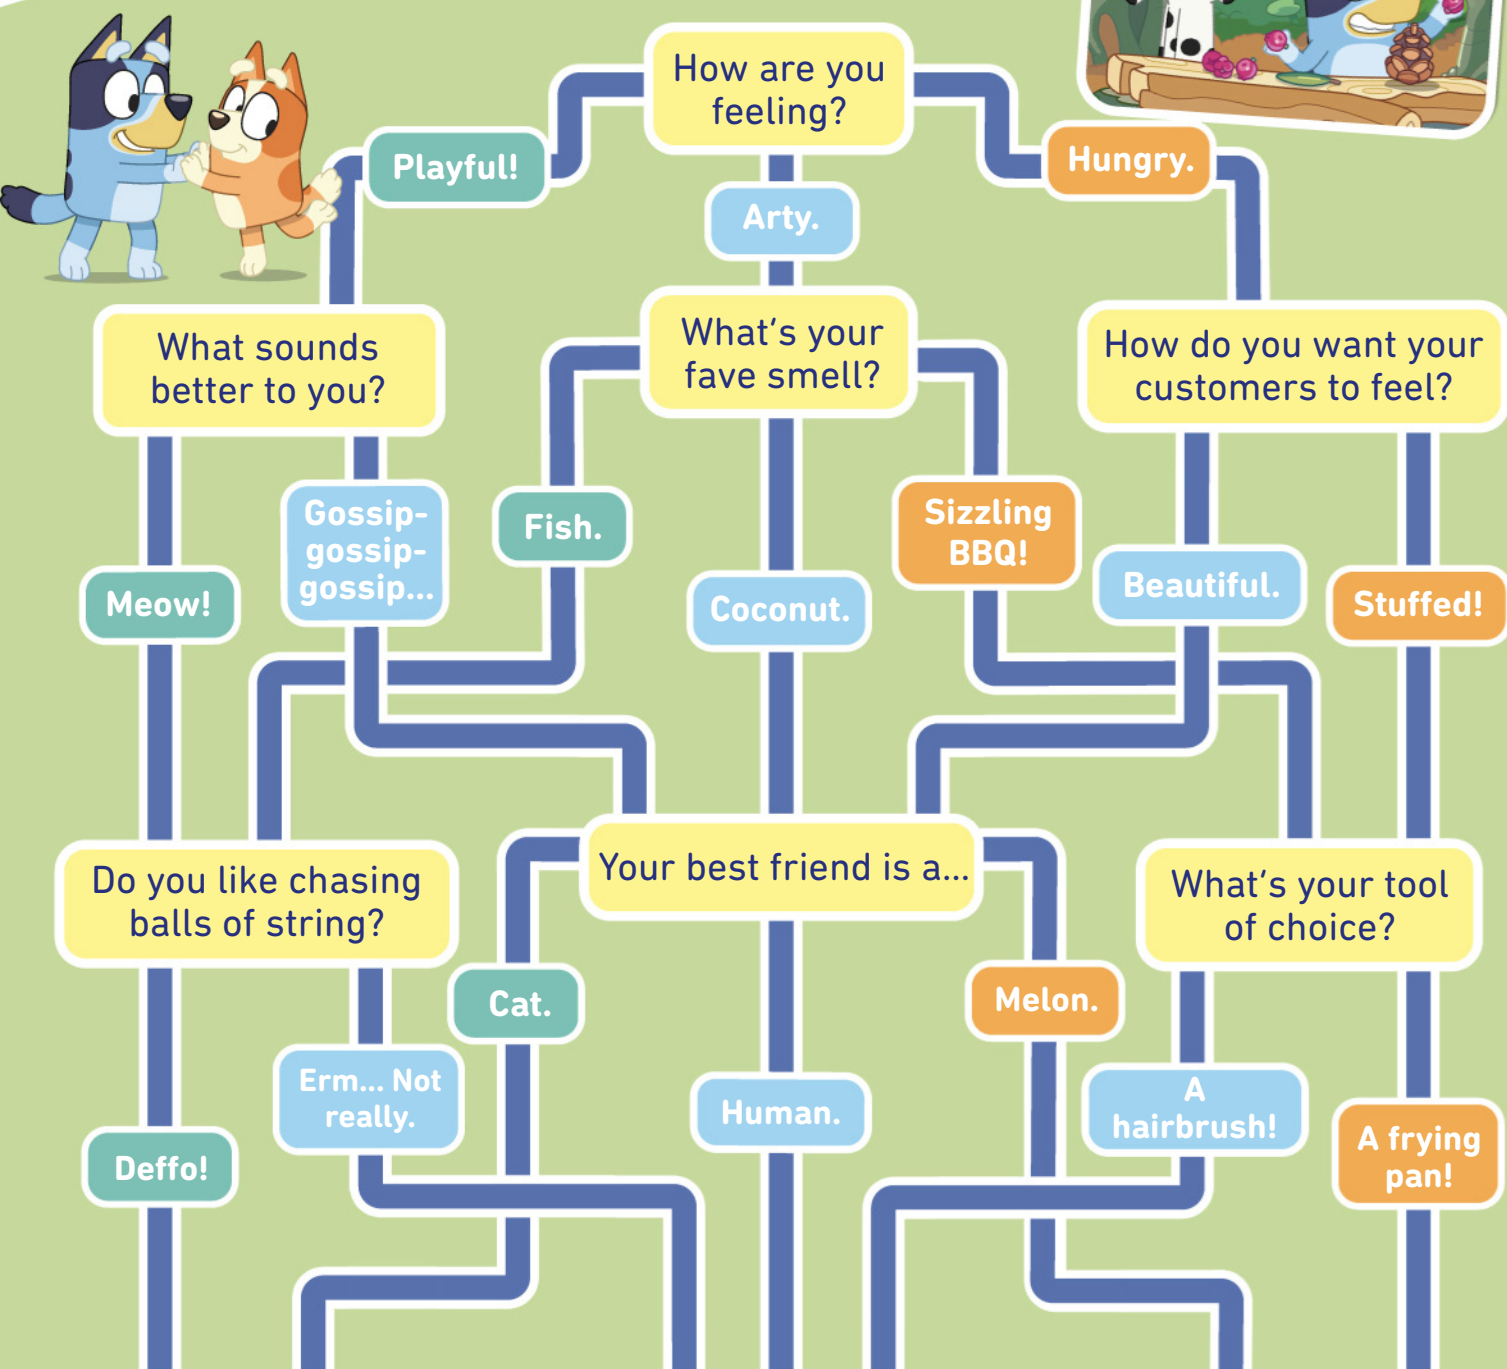 How are you
feeling?
Playful!
Hungry.
Arty.
What sounds
better to you?
What's your
fave smell?
How do you want your
customers to feel?
Gossip-
gossip-
gossip...
Fish.
Sizzling
BBQ!
Meow!
Coconut.
Beautiful.
Stuffed!
Do you like chasing
balls of string?
Your best friend is a...
What's your tool
of choice?
Cat.
Melon.
Erm... Not
really.
Human.
A
hairbrush!
Deffo!
A frying
pan!